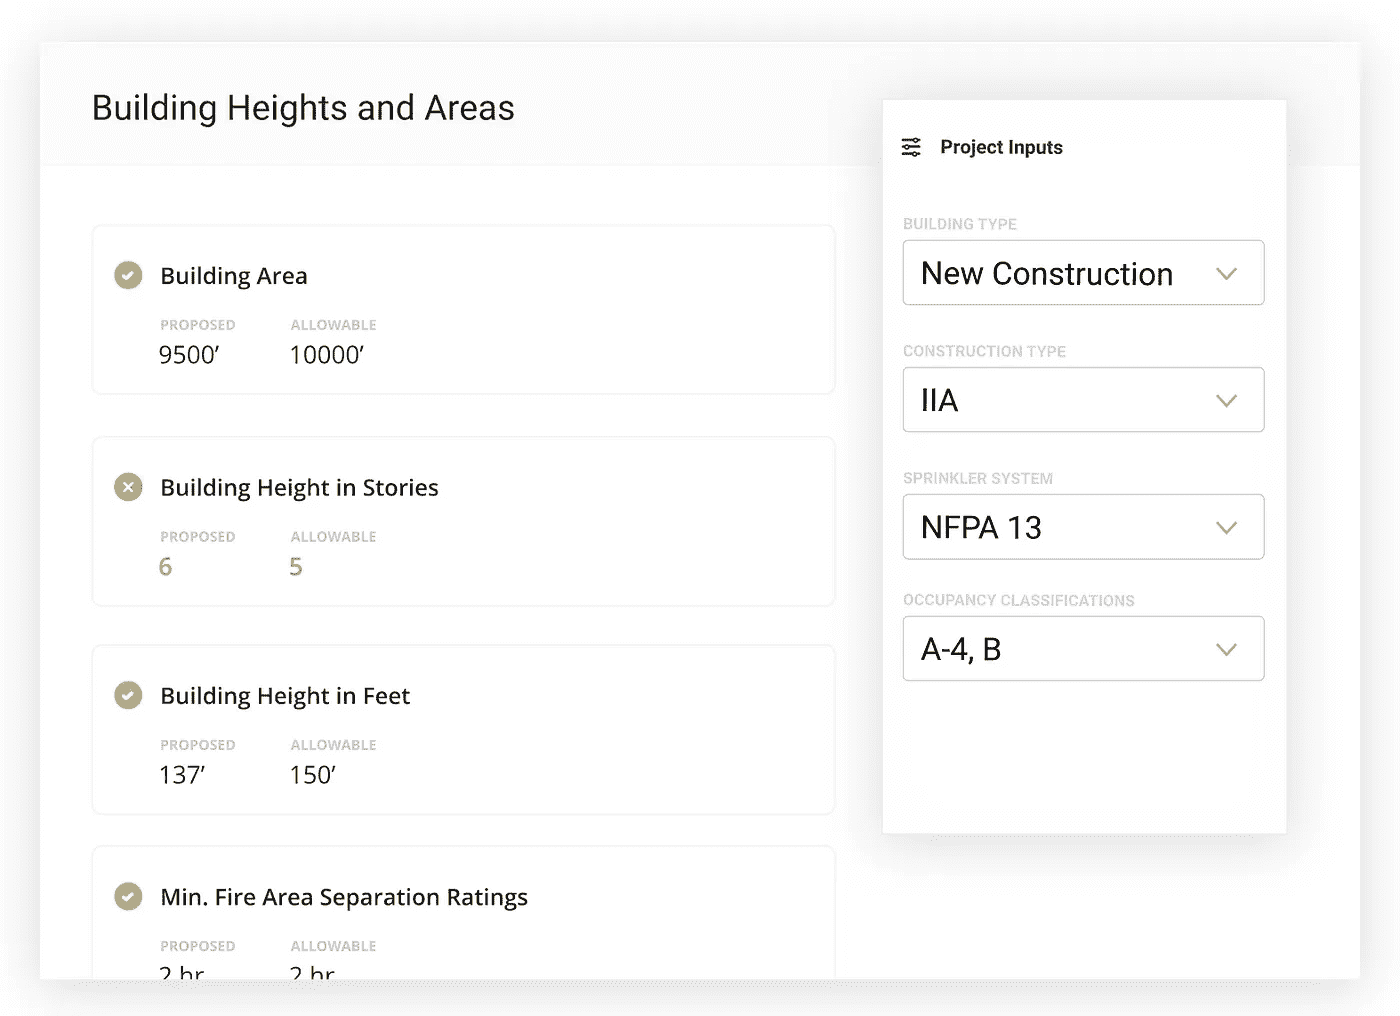 Building Heights and Areas
Building Area
PROPOSED ALLOWABLE
9500’ 10000’
Building Height in Stories
PROPOSED ALLOWABLE
6 5
Building Height in Feet
PROPOSED ALLOWABLE
137’ 150’
Min. Fire Area Separation Ratings
PROPOSED ALLOWABLE
2 hr 2 hr
Project Inputs
BUILDING TYPE
New Construction
CONSTRUCTION TYPE
IIA
SPRINKLER SYSTEM
NFPA 13
OCCUPANCY CLASSIFICATIONS
A-4, B